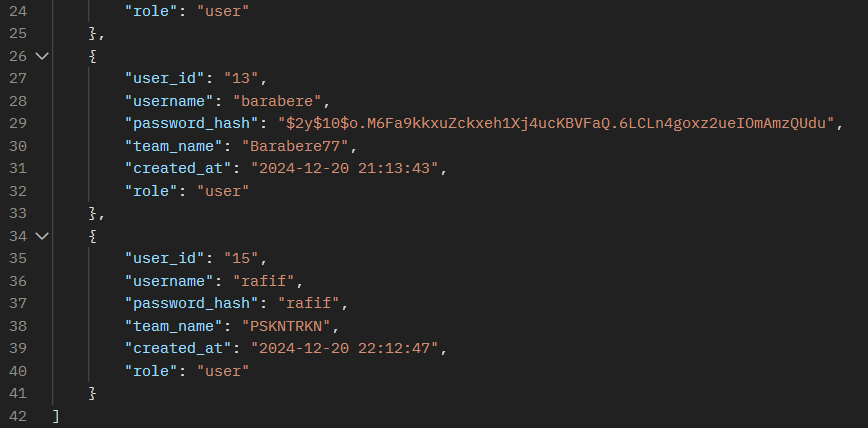 24 "role": "user"
25 },
26 {
27 "user_id": "13",
28 "username": "barabere",
29 "password_hash": "$2y$10$o.M6Fa9kkxuZckxeh1Xj4ucKBVFaQ.6LCLn4goxz2ueIOmAmzQUdu",
30 "team_name": "Barabere77",
31 "created_at": "2024-12-20 21:13:43",
32 "role": "user"
33 },
34 {
35 "user_id": "15",
36 "username": "rafif",
37 "password_hash": "rafif",
38 "team_name": "PSKNTRKN",
39 "created_at": "2024-12-20 22:12:47",
40 "role": "user"
41 }
42 ]